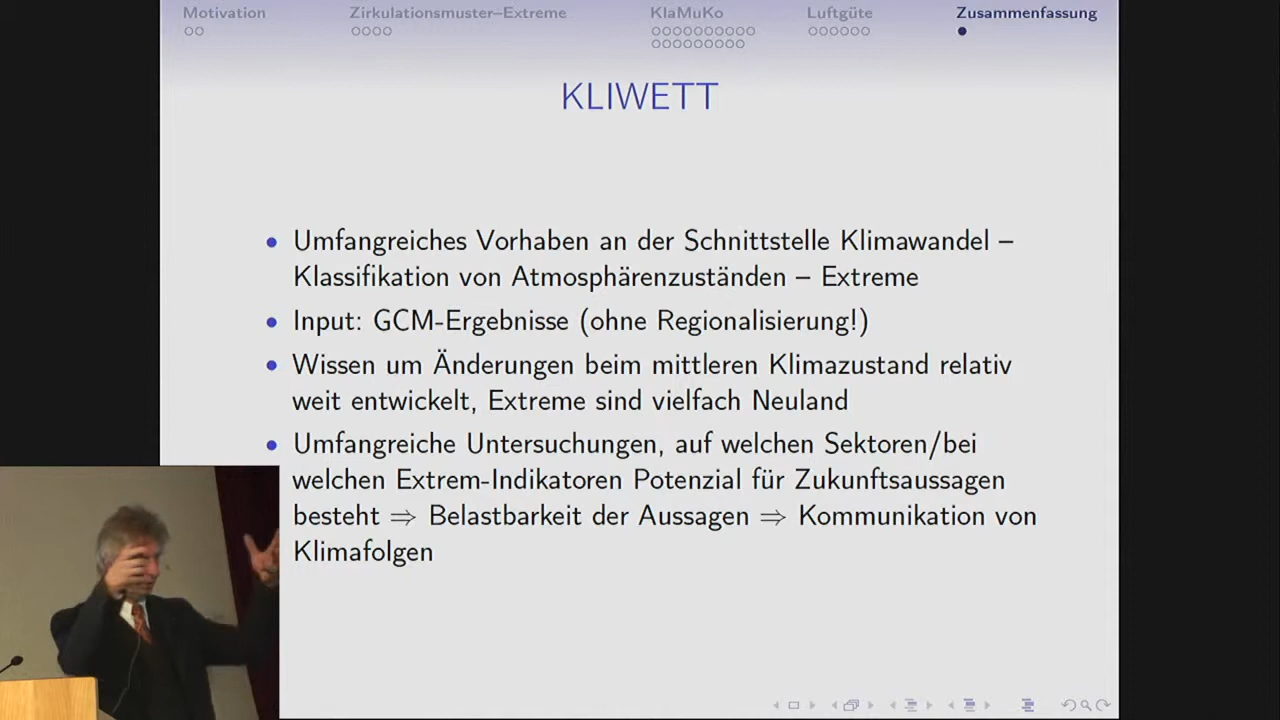 Motivation
Zirkulationsmuster–Extreme
KlaMuKo
Luftgüte
Zusammenfassung
KLIWETT
• Umfangreiches Vorhaben an der Schnittstelle Klimawandel –
Klassifikation von Atmosphärenzuständen – Extreme
• Input: GCM-Ergebnisse (ohne Regionalisierung!)
• Wissen um Änderungen beim mittleren Klimazustand relativ
weit entwickelt, Extreme sind vielfach Neuland
• Umfangreiche Untersuchungen, auf welchen Sektoren/bei
welchen Extrem-Indikatoren Potenzial für Zukunftsaussagen
besteht ⇒ Belastbarkeit der Aussagen ⇒ Kommunikation von
Klimafolgen